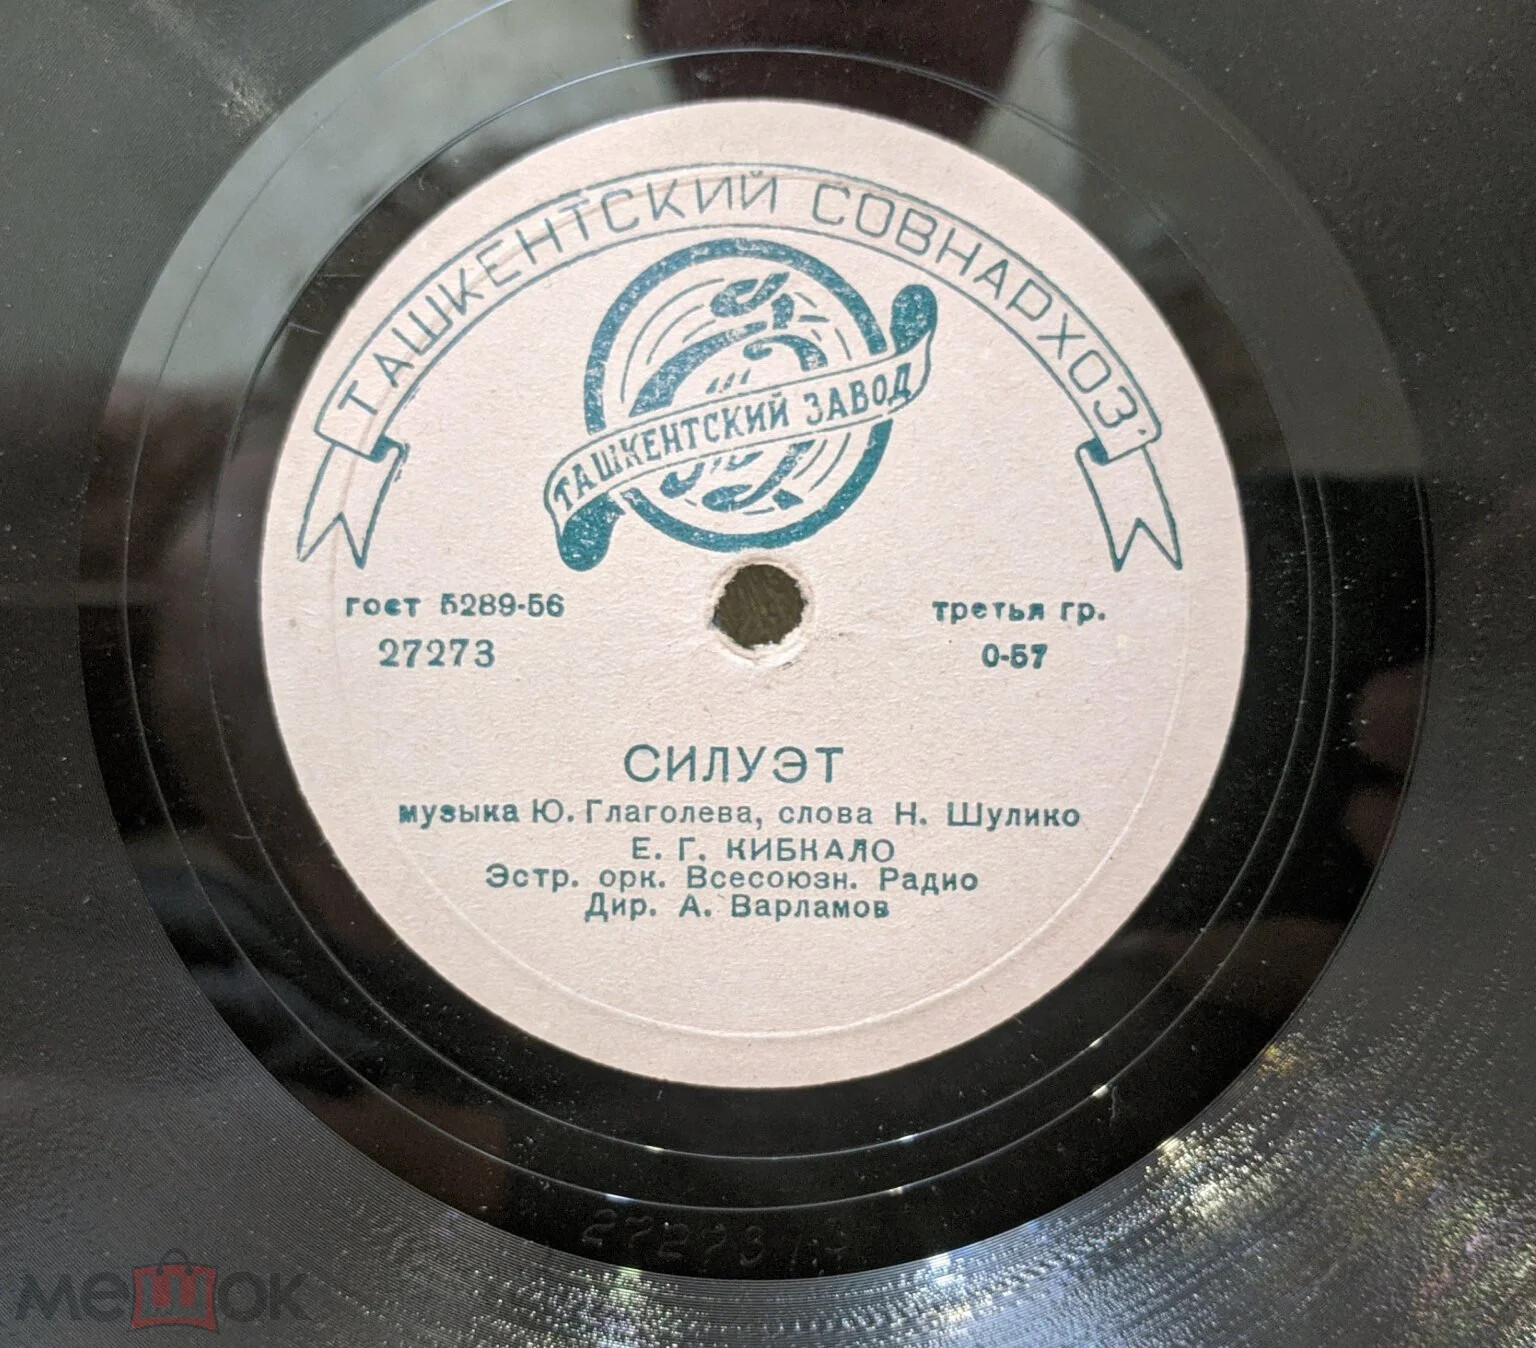 ТАШКЕНТСКИЙ СОВНАРХОЗ
ТАШКЕНТСКИЙ ЗАВОД
гост 5289-56
третья гр.
27273
0-57
СИЛУЭТ
музыка Ю. Глаголева, слова Н. Шулико
Е. Г. КИБКАЛО
Эстр. орк. Всесоюзн. Радио
Дир. А. Варламов
27273
мешок